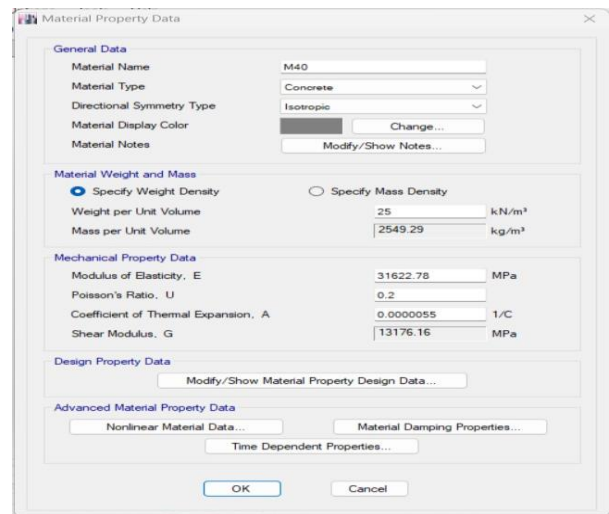 Material Property Data
General Data
Material Name M40
Material Type Concrete
Directional Symmetry Type Isotropic
Material Display Color Change...
Material Notes Modify/Show Notes...
Material Weight and Mass
Specify Weight Density Specify Mass Density
Weight per Unit Volume 25 kN/m³
Mass per Unit Volume 2549.29 kg/m³
Mechanical Property Data
Modulus of Elasticity, E 31622.78 MPa
Poisson's Ratio, U 0.2
Coefficient of Thermal Expansion, A 0.0000055 1/C
Shear Modulus, G 13176.16 MPa
Design Property Data
Modify/Show Material Property Design Data...
Advanced Material Property Data
Nonlinear Material Data... Material Damping Properties...
Time Dependent Properties...
OK Cancel